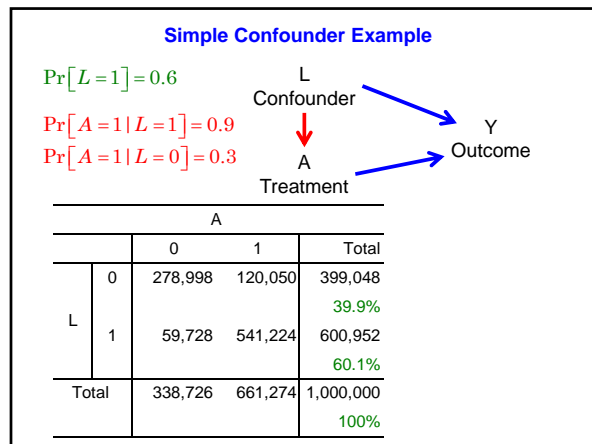 Simple Confounder Example
Pr[L=1]=0.6
Pr[A=1|L=1]=0.9
Pr[A=1|L=0]=0.3
L
Confounder
A
Treatment
Y
Outcome
A
0 1 Total
L
0 278,998 120,050 399,048
39.9%
1 59,728 541,224 600,952
60.1%
Total 338,726 661,274 1,000,000
100%